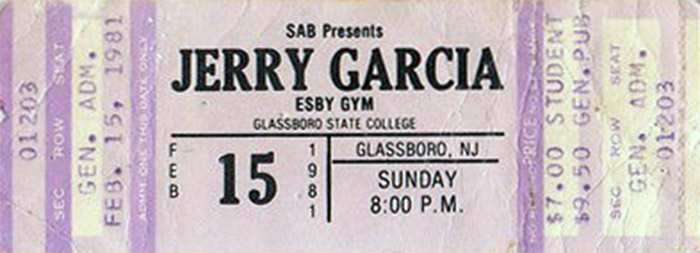 01203
SEC ROW SEAT
GEN. ADM.
FEB. 15, 1981
ADMIT ONE THIS DATE ONLY
SAB Presents
JERRY GARCIA
ESBY GYM
GLASSBORO STATE COLLEGE
FEB
15
1981
GLASSBORO, NJ
SUNDAY
8:00 P.M.
PRICE
$7.00 STUDENT
$9.50 GEN.PUB
SEC ROW SEAT
GEN. ADM.
01203